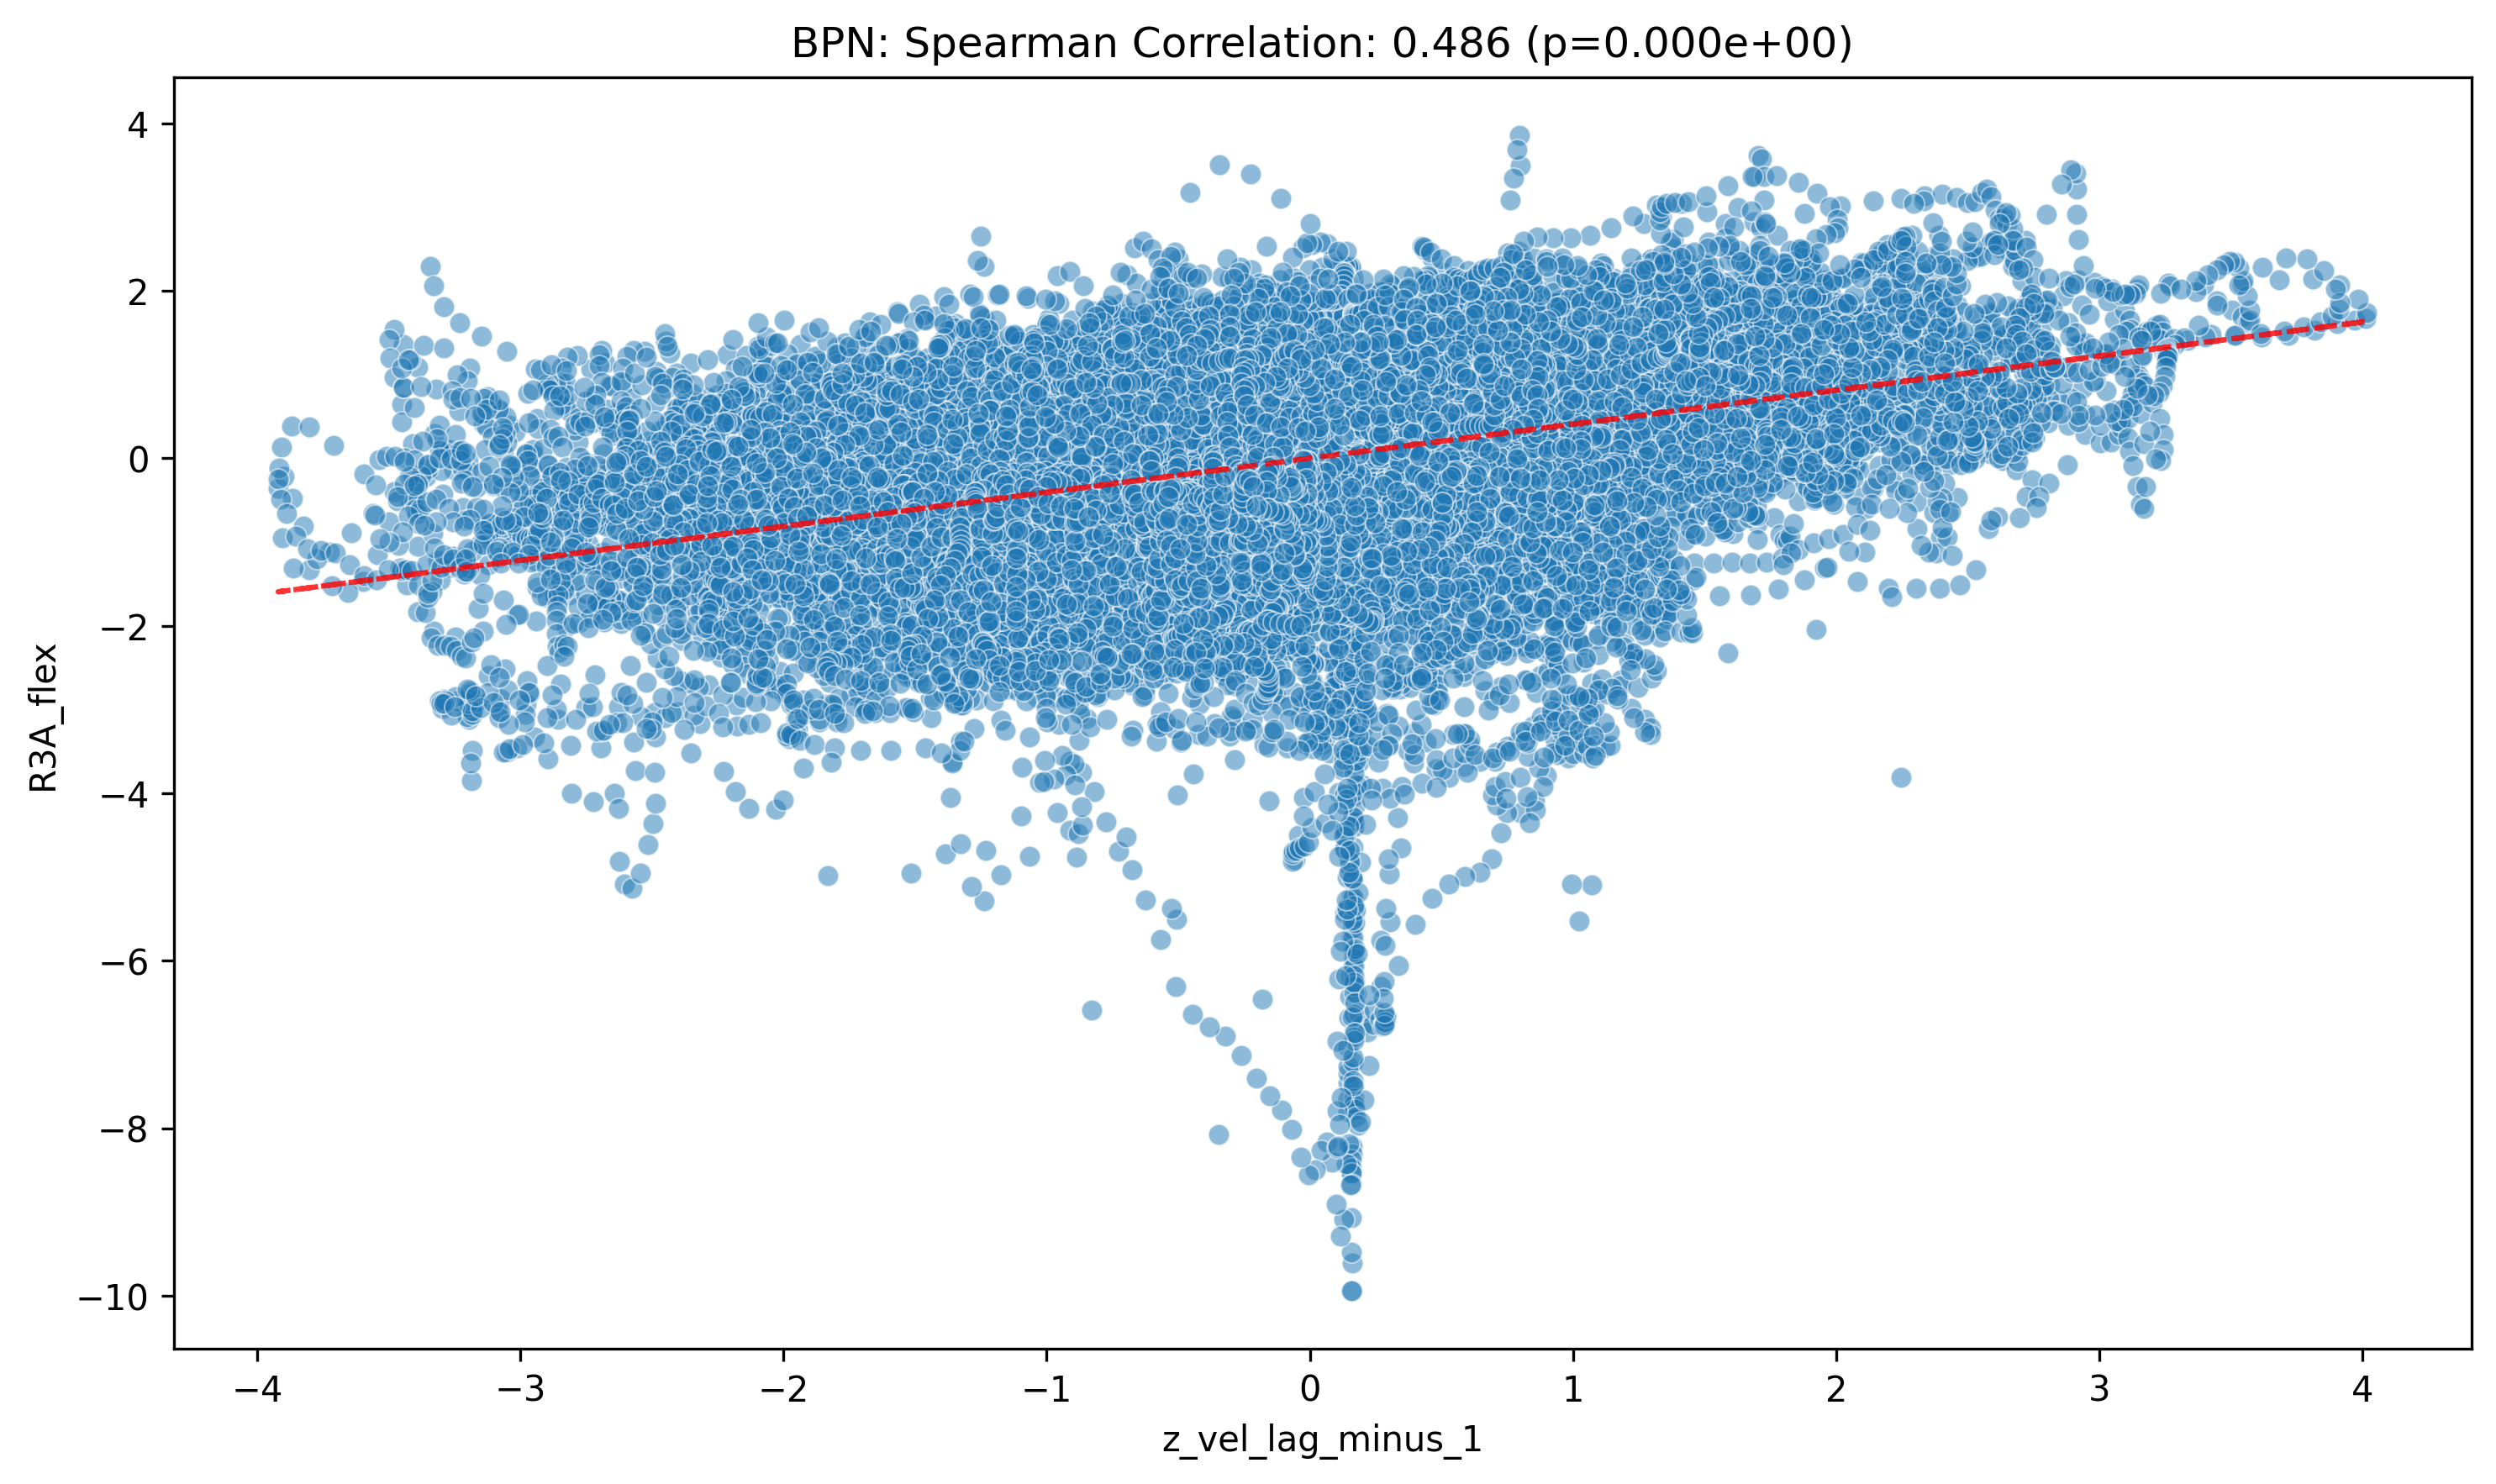 BPN: Spearman Correlation: 0.486 (p=0.000e+00)
4
2
0
−2
−4
−6
−8
−10
R3A_flex
−4 −3 −2 −1 0 1 2 3 4
z_vel_lag_minus_1